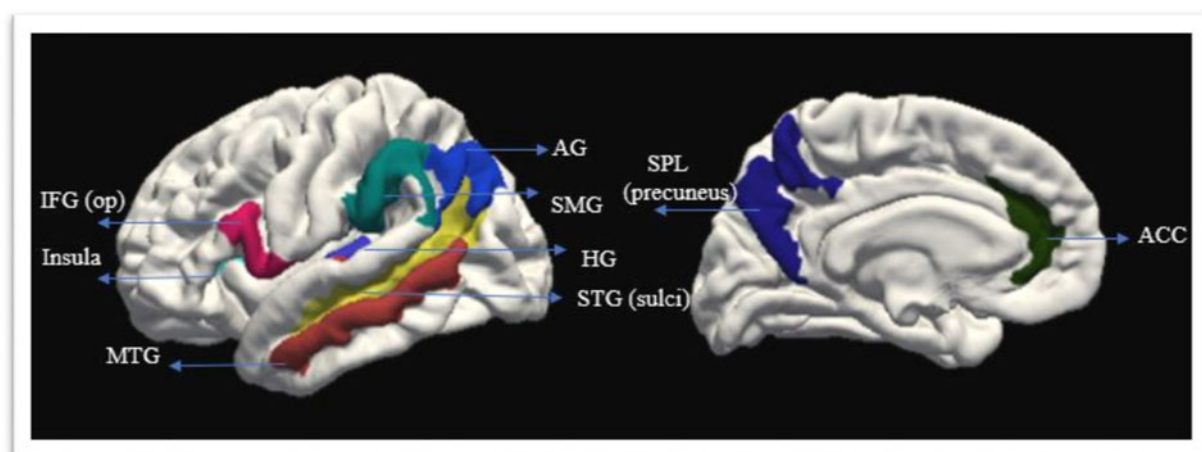 IFG (op)
Insula
MTG
AG
SMG
HG
STG (sulci)
SPL
(precuneus)
ACC